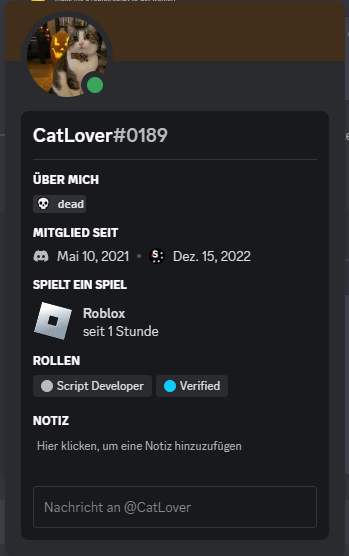 CatLover#0189
ÜBER MICH
dead
MITGLIED SEIT
Mai 10, 2021 • S: Dez. 15, 2022
SPIELT EIN SPIEL
Roblox
seit 1 Stunde
ROLLEN
Script Developer Verified
NOTIZ
Hier klicken, um eine Notiz hinzuzufügen
Nachricht an @CatLover